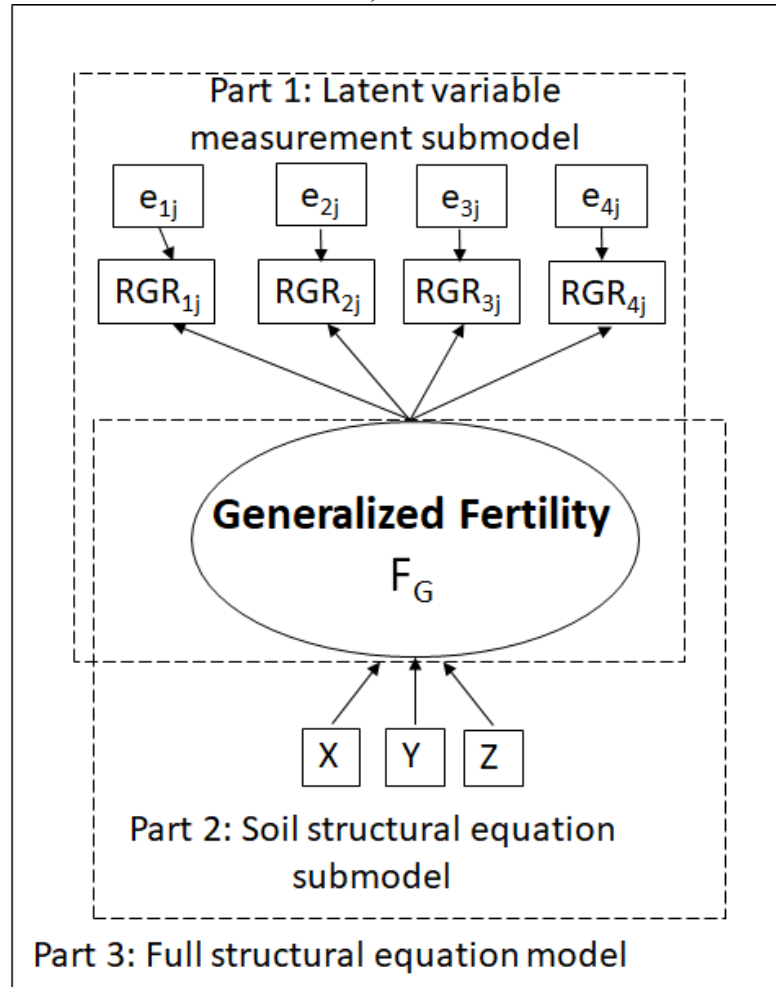 Part 1: Latent variable
measurement submodel
e1j e2j e3j e4j
RGR1j RGR2j RGR3j RGR4j
Generalized Fertility
FG
X Y Z
Part 2: Soil structural equation
submodel
Part 3: Full structural equation model